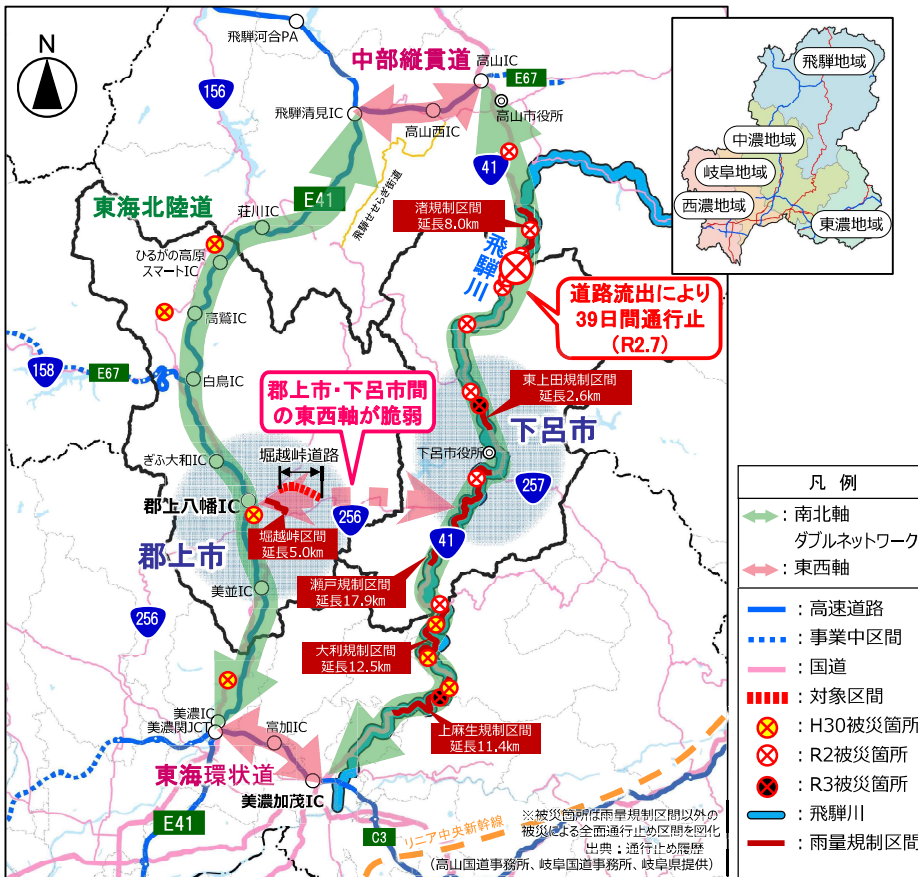 N
飛騨河合PA
中部縦貫道
高山IC
E67
156
飛騨清見IC
高山西IC
高山市役所
41
東海北陸道
E41
飛騨せせらぎ街道
荘川IC
渚規制区間
延長8.0km
ひるがの高原
スマートIC
飛騨川
道路流出により
39日間通行止
(R2.7)
高鷲IC
158
E67
白鳥IC
郡上市・下呂市間
の東西軸が脆弱
東上田規制区間
延長2.6km
下呂市
ぎふ大和IC
堀越峠道路
下呂市役所
郡上八幡IC
256
257
堀越峠区間
延長5.0km
41
郡上市
瀬戸規制区間
延長17.9km
美並IC
256
大利規制区間
延長12.5km
美濃IC
美濃関JCT
富加IC
上麻生規制区間
延長11.4km
東海環状道
美濃加茂IC
E41
C3
リニア中央新幹線
※被災箇所は雨量規制区間以外の
被災による全面通行止め区間を図化
出典：通行止め履歴
(高山国道事務所、岐阜国道事務所、岐阜県提供)
飛騨地域
中濃地域
岐阜地域
西濃地域
東濃地域
凡 例
：南北軸
ダブルネットワーク
：東西軸
：高速道路
：事業中区間
：国道
：対象区間
：H30被災箇所
：R2被災箇所
：R3被災箇所
：飛騨川
：雨量規制区間